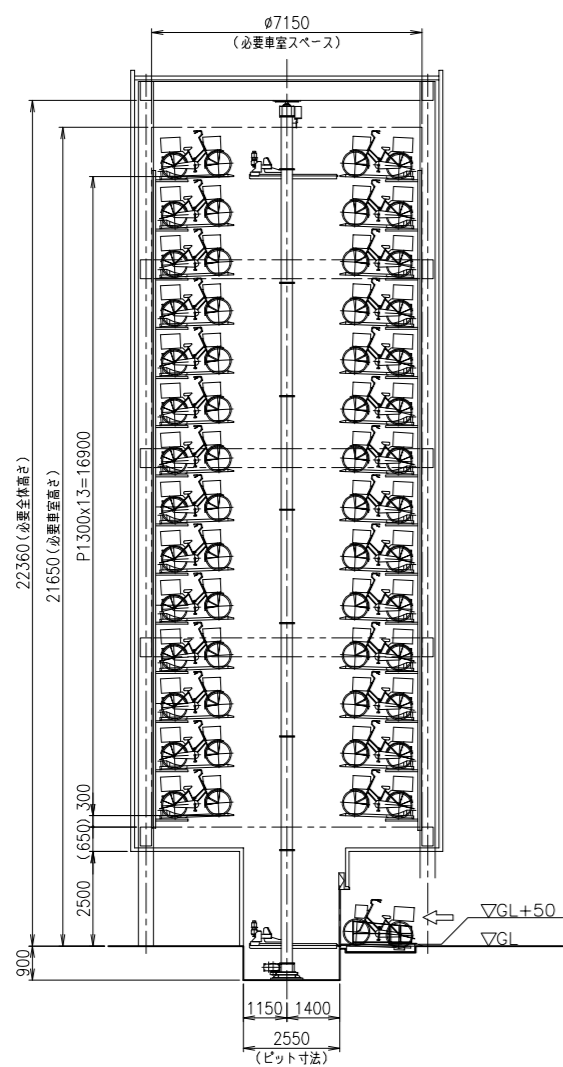 ø7150
(必要車室スペース)
22360(必要全体高さ)
21650(必要車室高さ)
P1300x13=16900
300
(650)
2500
900
▽GL+50
▽GL
1150
1400
2550
(ピット寸法)